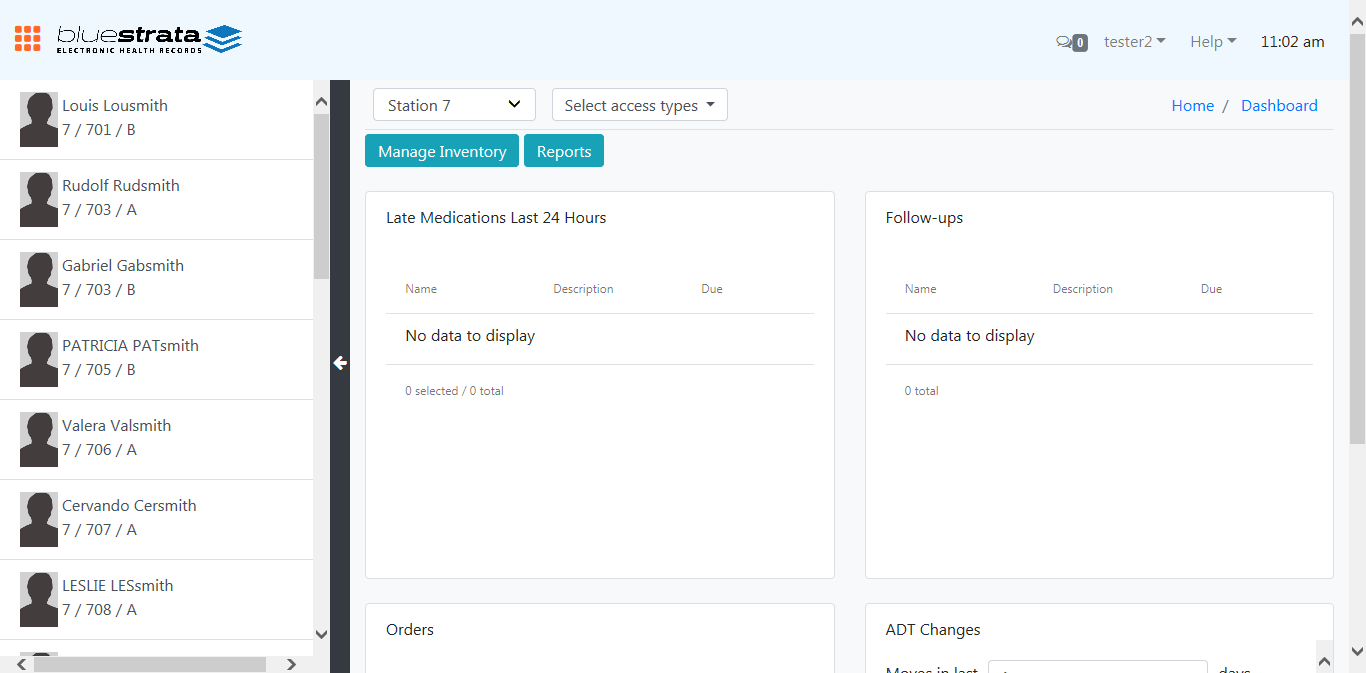 bluestrata
ELECTRONIC HEALTH RECORDS
0
tester2
Help
11:02 am
Louis Lousmith
7 / 701 / B
Rudolf Rudsmith
7 / 703 / A
Gabriel Gabsmith
7 / 703 / B
PATRICIA PATsmith
7 / 705 / B
Valera Valsmith
7 / 706 / A
Cervando Cersmith
7 / 707 / A
LESLIE LESsmith
7 / 708 / A
Station 7
Select access types
Home / Dashboard
Manage Inventory
Reports
Late Medications Last 24 Hours
Name Description Due
No data to display
0 selected / 0 total
Follow-ups
Name Description Due
No data to display
0 total
Orders
ADT Changes
Moves in last days